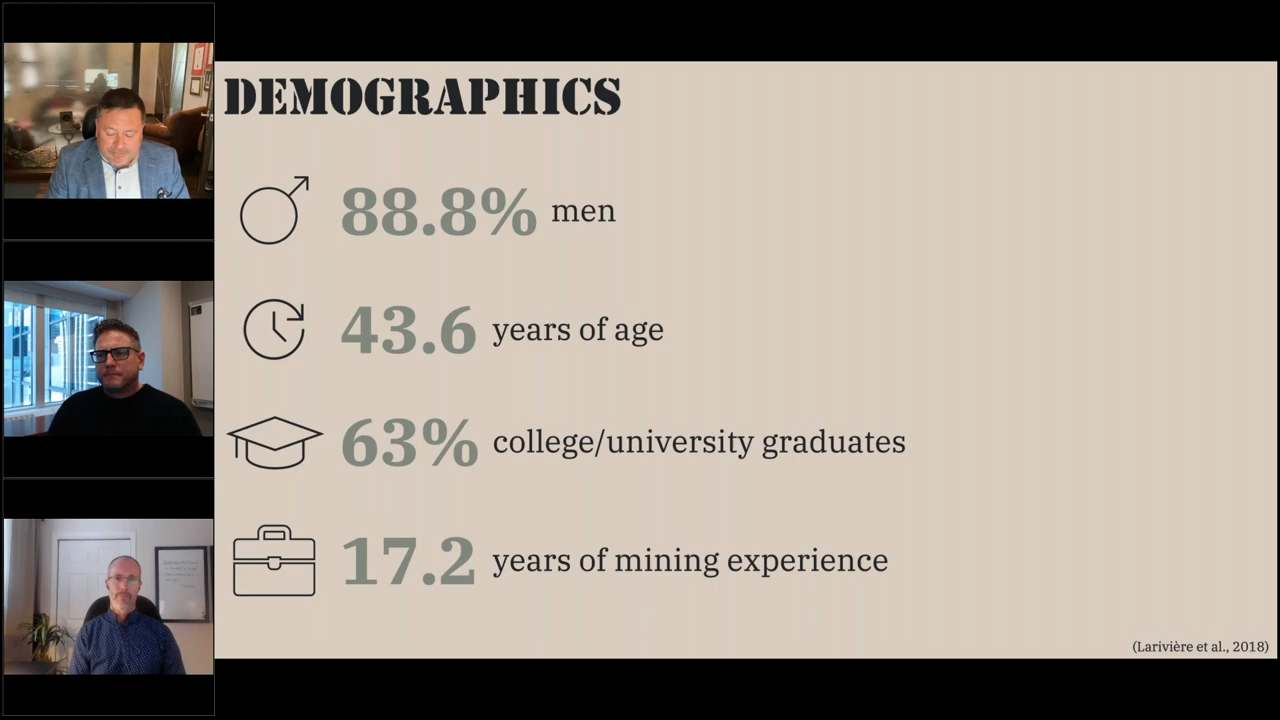 DEMOGRAPHICS
88.8% men
43.6 years of age
63% college/university graduates
17.2 years of mining experience
(Larivière et al., 2018)